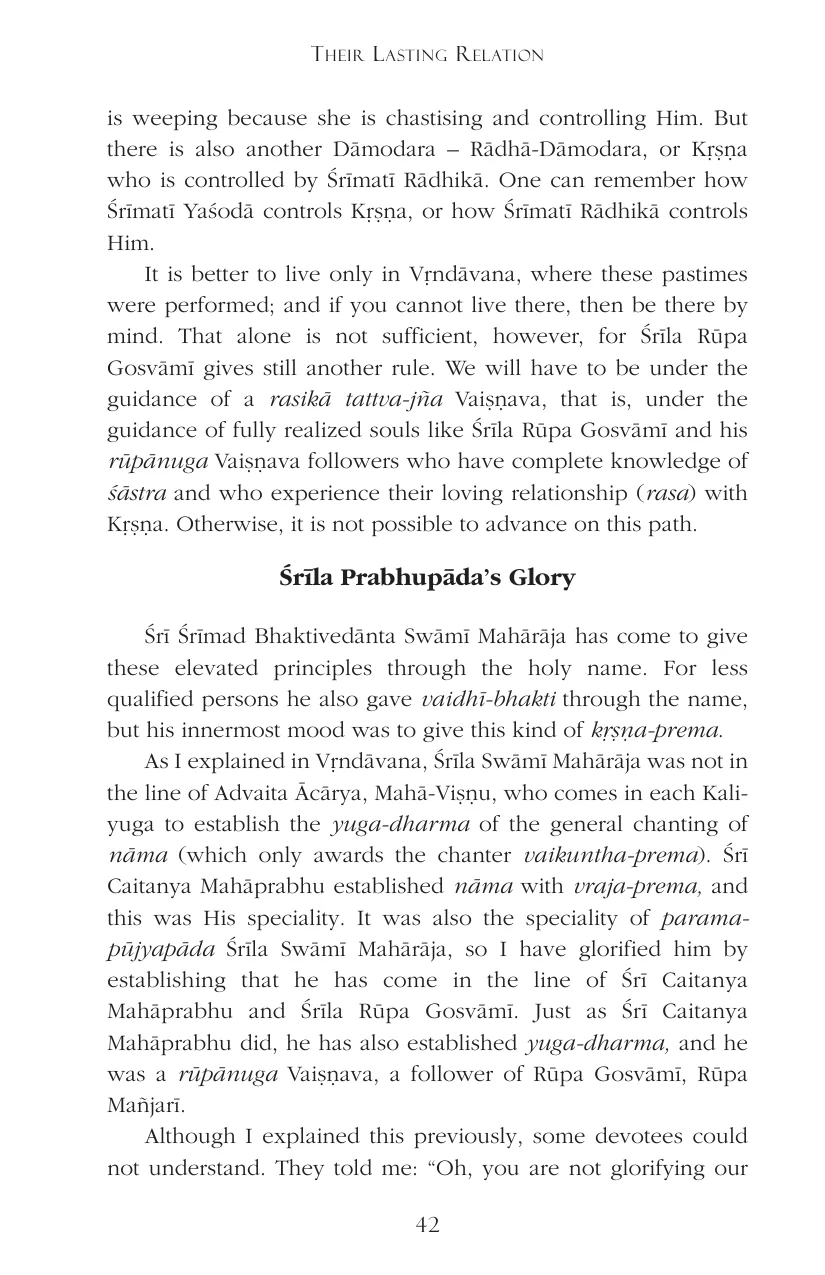 THEIR LASTING RELATION
is weeping because she is chastising and controlling Him. But
there is also another Dāmodara – Rādhā-Dāmodara, or Kṛṣṇa
who is controlled by Śrīmatī Rādhikā. One can remember how
Śrīmatī Yaśodā controls Kṛṣṇa, or how Śrīmatī Rādhikā controls
Him.
It is better to live only in Vṛndāvana, where these pastimes
were performed; and if you cannot live there, then be there by
mind. That alone is not sufficient, however, for Śrīla Rūpa
Gosvāmī gives still another rule. We will have to be under the
guidance of a rasikā tattva-jña Vaiṣṇava, that is, under the
guidance of fully realized souls like Śrīla Rūpa Gosvāmī and his
rūpānuga Vaiṣṇava followers who have complete knowledge of
śāstra and who experience their loving relationship (rasa) with
Kṛṣṇa. Otherwise, it is not possible to advance on this path.
Śrīla Prabhupāda’s Glory
Śrī Śrīmad Bhaktivedānta Swāmī Mahārāja has come to give
these elevated principles through the holy name. For less
qualified persons he also gave vaidhī-bhakti through the name,
but his innermost mood was to give this kind of kṛṣṇa-prema.
As I explained in Vṛndāvana, Śrīla Swāmī Mahārāja was not in
the line of Advaita Ācārya, Mahā-Viṣṇu, who comes in each Kali-
yuga to establish the yuga-dharma of the general chanting of
nāma (which only awards the chanter vaikuntha-prema). Śrī
Caitanya Mahāprabhu established nāma with vraja-prema, and
this was His speciality. It was also the speciality of parama-
pūjyapāda Śrīla Swāmī Mahārāja, so I have glorified him by
establishing that he has come in the line of Śrī Caitanya
Mahāprabhu and Śrīla Rūpa Gosvāmī. Just as Śrī Caitanya
Mahāprabhu did, he has also established yuga-dharma, and he
was a rūpānuga Vaiṣṇava, a follower of Rūpa Gosvāmī, Rūpa
Mañjarī.
Although I explained this previously, some devotees could
not understand. They told me: “Oh, you are not glorifying our
42